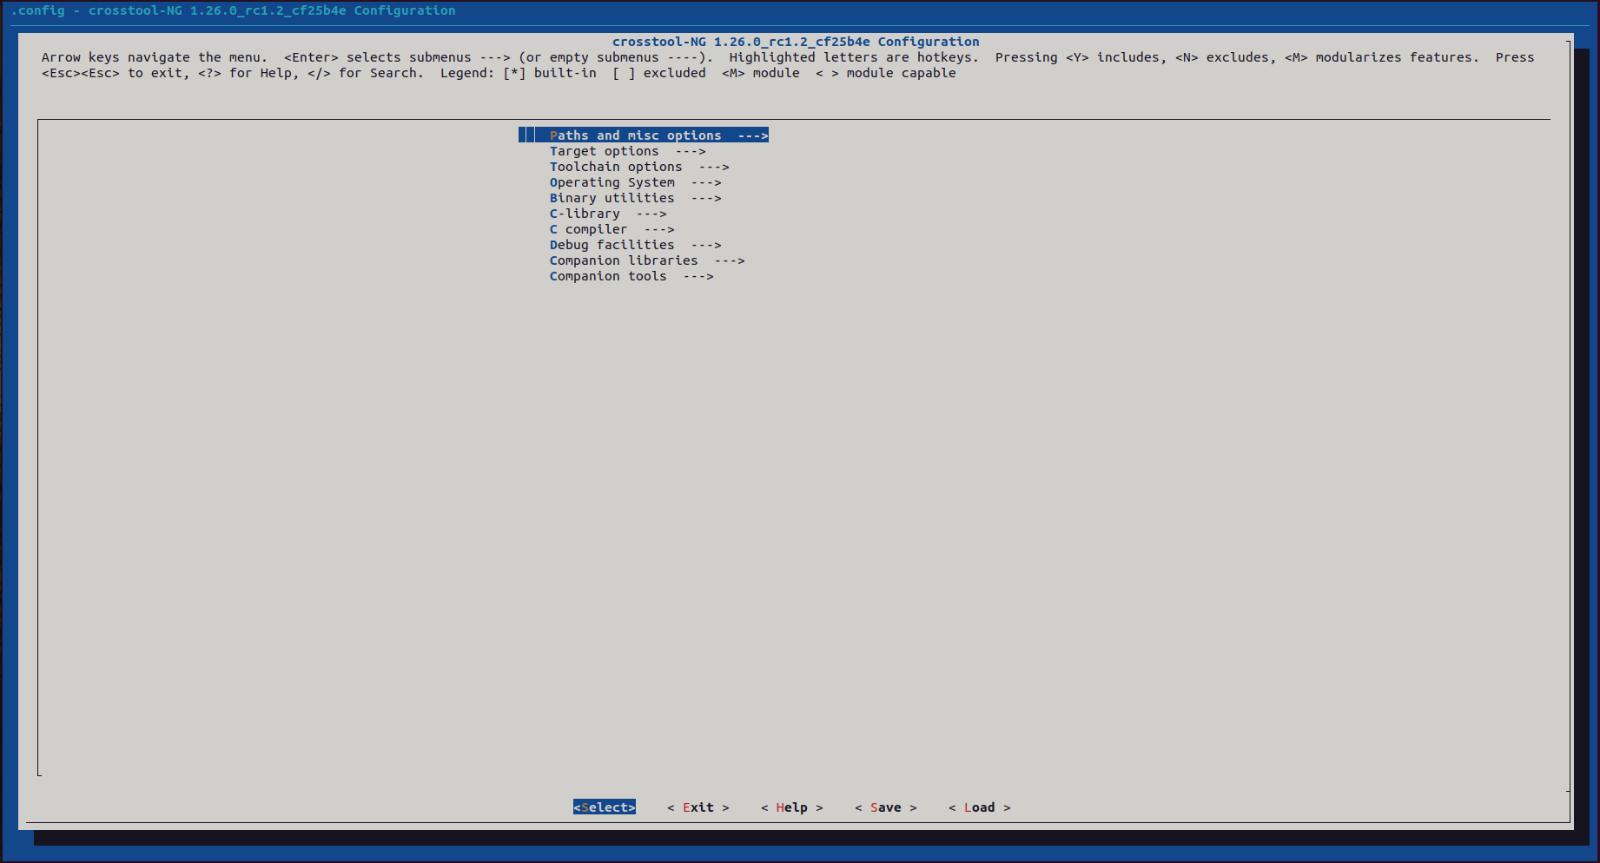 .config - crosstool-NG 1.26.0_rc1.2_cf25b4e Configuration
crosstool-NG 1.26.0_rc1.2_cf25b4e Configuration
Arrow keys navigate the menu.  <Enter> selects submenus ---> (or empty submenus ----).  Highlighted letters are hotkeys.  Pressing <Y> includes, <N> excludes, <M> modularizes features.  Press
<Esc><Esc> to exit, <?> for Help, </> for Search.  Legend: [*] built-in  [ ] excluded  <M> module  < > module capable
Paths and misc options  --->
Target options  --->
Toolchain options  --->
Operating System  --->
Binary utilities  --->
C-library  --->
C compiler  --->
Debug facilities  --->
Companion libraries  --->
Companion tools  --->
<Select>    < Exit >    < Help >    < Save >    < Load >